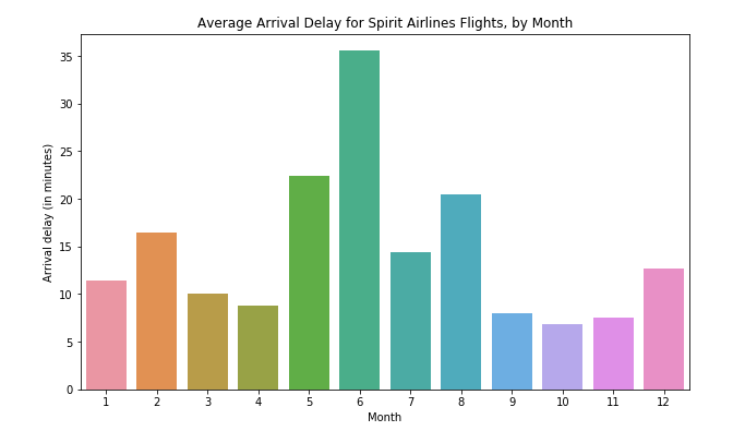 Average Arrival Delay for Spirit Airlines Flights, by Month
Arrival delay (in minutes)
35
30
25
20
15
10
5
0
1 2 3 4 5 6 7 8 9 10 11 12
Month